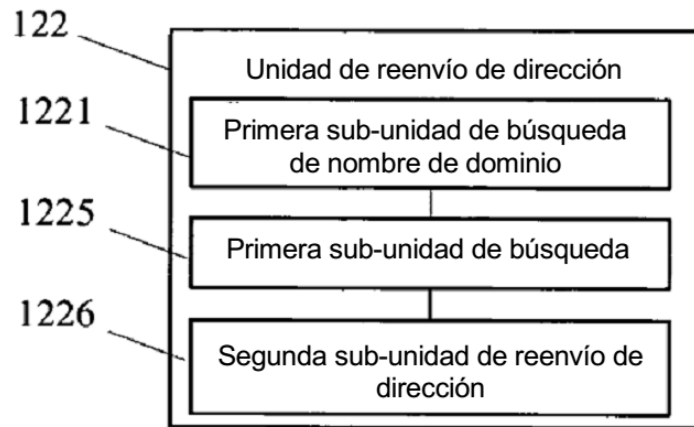 122
Unidad de reenvío de dirección
1221
Primera sub-unidad de búsqueda
de nombre de dominio
1225
Primera sub-unidad de búsqueda
1226
Segunda sub-unidad de reenvío de
dirección